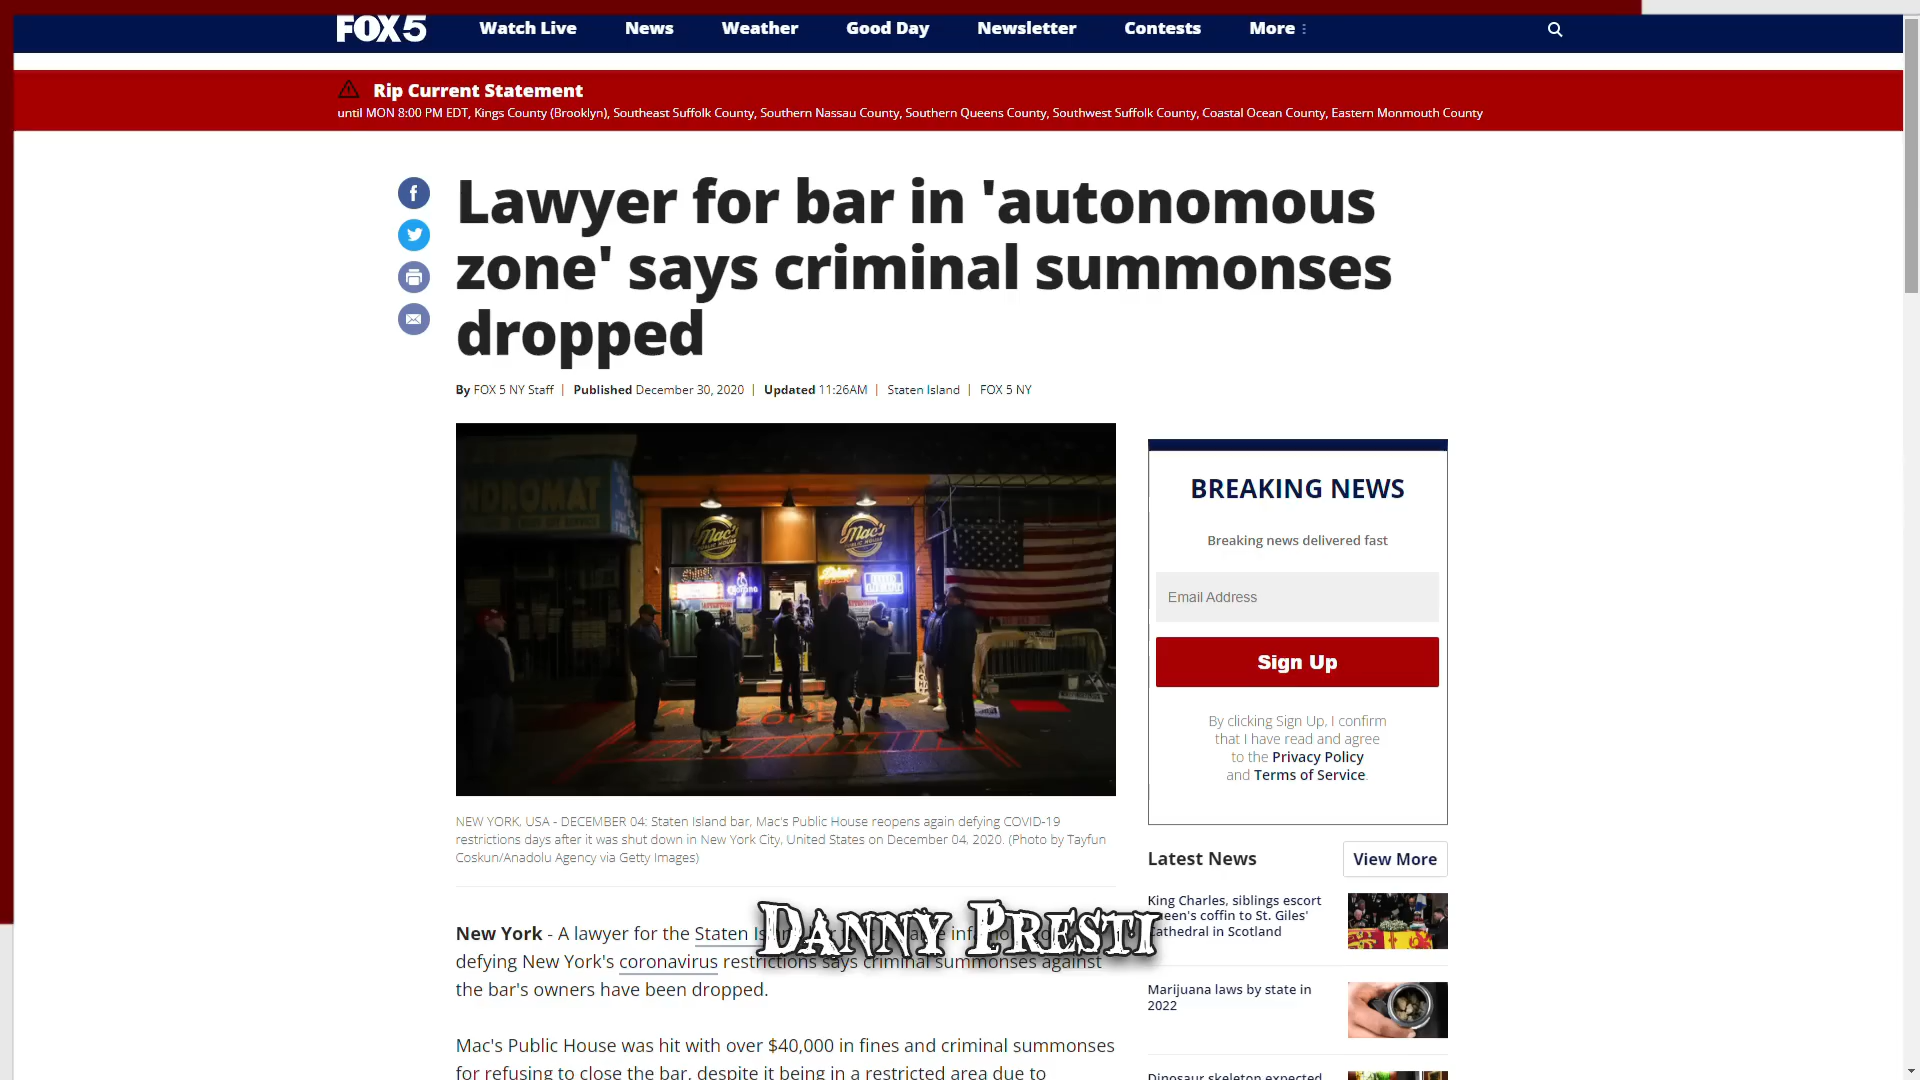 FOX 5
Watch Live
News
Weather
Good Day
Newsletter
Contests
More
Rip Current Statement
until MON 8:00 PM EDT, Kings County (Brooklyn), Southeast Suffolk County, Southern Nassau County, Southern Queens County, Southwest Suffolk County, Coastal Ocean County, Eastern Monmouth County
Lawyer for bar in 'autonomous
zone' says criminal summonses
dropped
By FOX 5 NY Staff | Published December 30, 2020 | Updated 11:26AM | Staten Island | FOX 5 NY
NDROMAT
Mac's
PUBLIC HOUSE
Mac's
PUBLIC HOUSE
NEW YORK, USA - DECEMBER 04: Staten Island bar, Mac's Public House reopens again defying COVID-19
restrictions days after it was shut down in New York City, United States on December 04, 2020. (Photo by Tayfun
Coskun/Anadolu Agency via Getty Images)
New York - A lawyer for the Staten
defying New York's coronavirus restrictions says criminal summonses against
the bar's owners have been dropped.
Mac's Public House was hit with over $40,000 in fines and criminal summonses
for refusing to close the bar, despite it being in a restricted area due to
Danny Presti
BREAKING NEWS
Breaking news delivered fast
Email Address
Sign Up
By clicking Sign Up, I confirm
that I have read and agree
to the Privacy Policy
and Terms of Service.
Latest News
View More
King Charles, siblings escort
Queen's coffin to St. Giles'
Cathedral in Scotland
Marijuana laws by state in
2022
Dinosaur skeleton expected